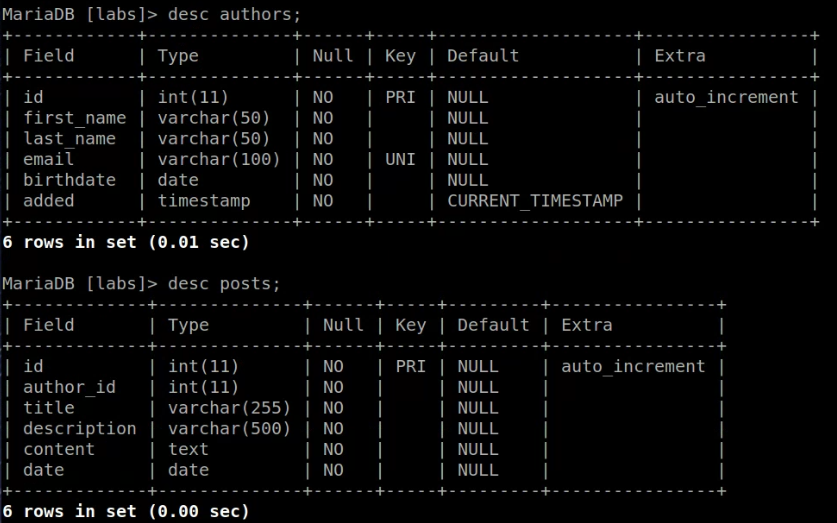 MariaDB [labs]> desc authors;
+------------+--------------+------+-----+-------------------+----------------+
| Field      | Type         | Null | Key | Default           | Extra          |
+------------+--------------+------+-----+-------------------+----------------+
| id         | int(11)      | NO   | PRI | NULL              | auto_increment |
| first_name | varchar(50)  | NO   |     | NULL              |                |
| last_name  | varchar(50)  | NO   |     | NULL              |                |
| email      | varchar(100) | NO   | UNI | NULL              |                |
| birthdate  | date         | NO   |     | NULL              |                |
| added      | timestamp    | NO   |     | CURRENT_TIMESTAMP |                |
+------------+--------------+------+-----+-------------------+----------------+
6 rows in set (0.01 sec)
MariaDB [labs]> desc posts;
+-------------+--------------+------+-----+---------+----------------+
| Field       | Type         | Null | Key | Default | Extra          |
+-------------+--------------+------+-----+---------+----------------+
| id          | int(11)      | NO   | PRI | NULL    | auto_increment |
| author_id   | int(11)      | NO   |     | NULL    |                |
| title       | varchar(255) | NO   |     | NULL    |                |
| description | varchar(500) | NO   |     | NULL    |                |
| content     | text         | NO   |     | NULL    |                |
| date        | date         | NO   |     | NULL    |                |
+-------------+--------------+------+-----+---------+----------------+
6 rows in set (0.00 sec)